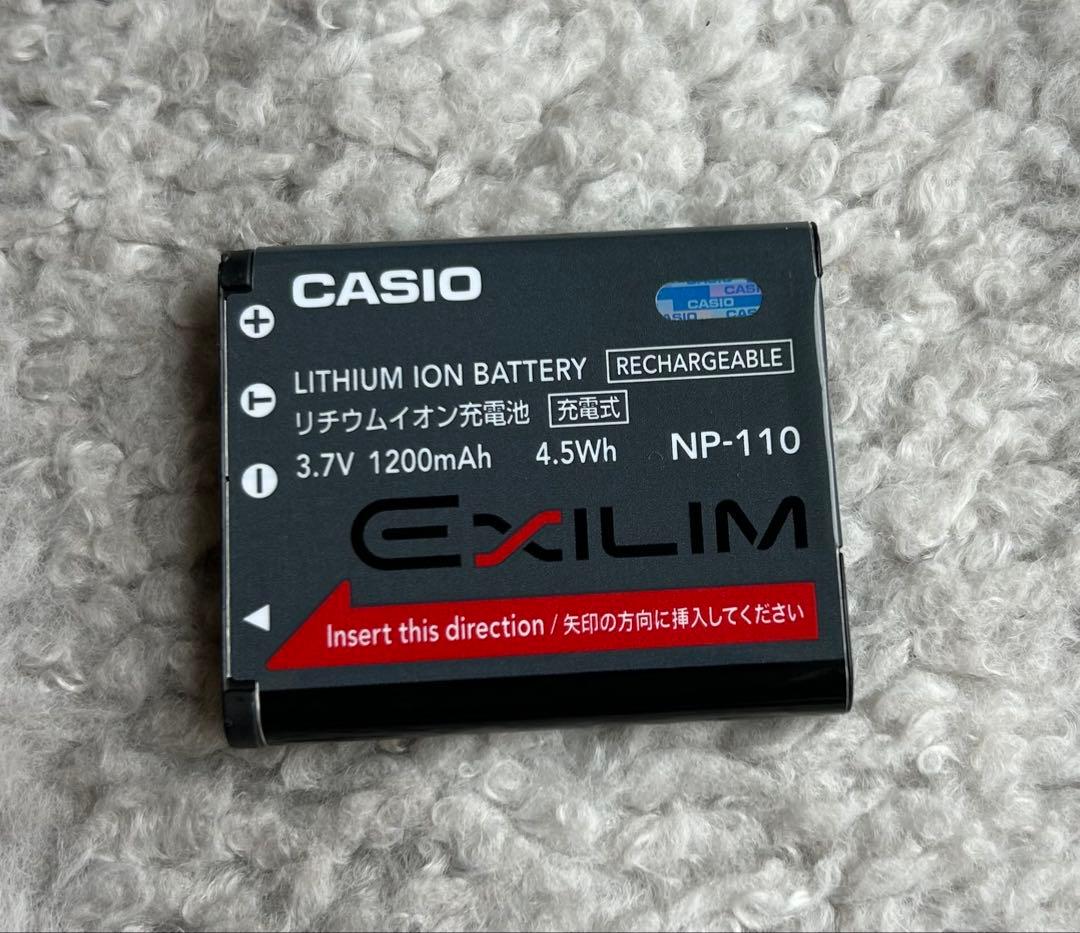 CASIO
CASIO
LITHIUM ION BATTERY RECHARGEABLE
リチウムイオン充電池 充電式
3.7V 1200mAh 4.5Wh NP-110
EXILIM
Insert this direction / 矢印の方向に挿入してください